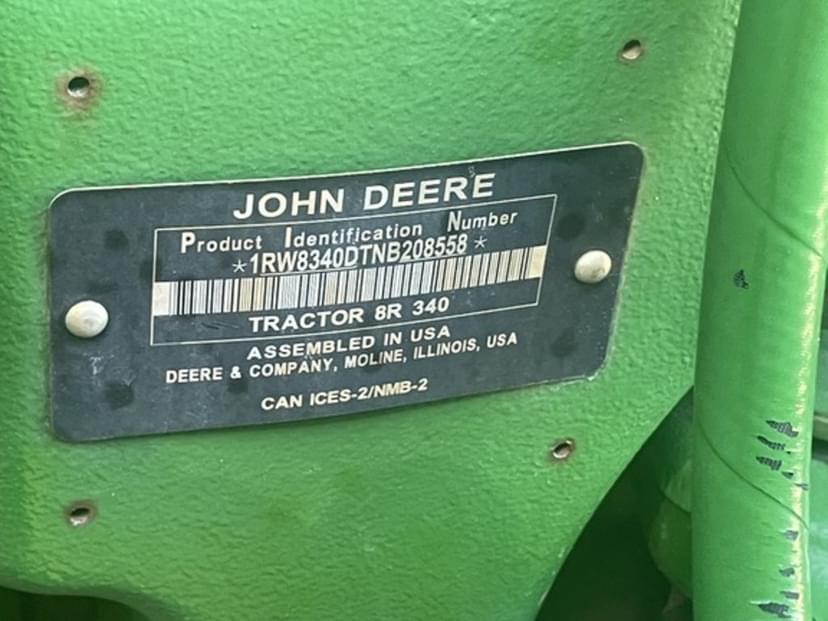 JOHN DEERE
Product Identification Number
*1RW8340DTNB208558*
TRACTOR 8R 340
ASSEMBLED IN USA
DEERE & COMPANY, MOLINE, ILLINOIS, USA
CAN ICES-2/NMB-2